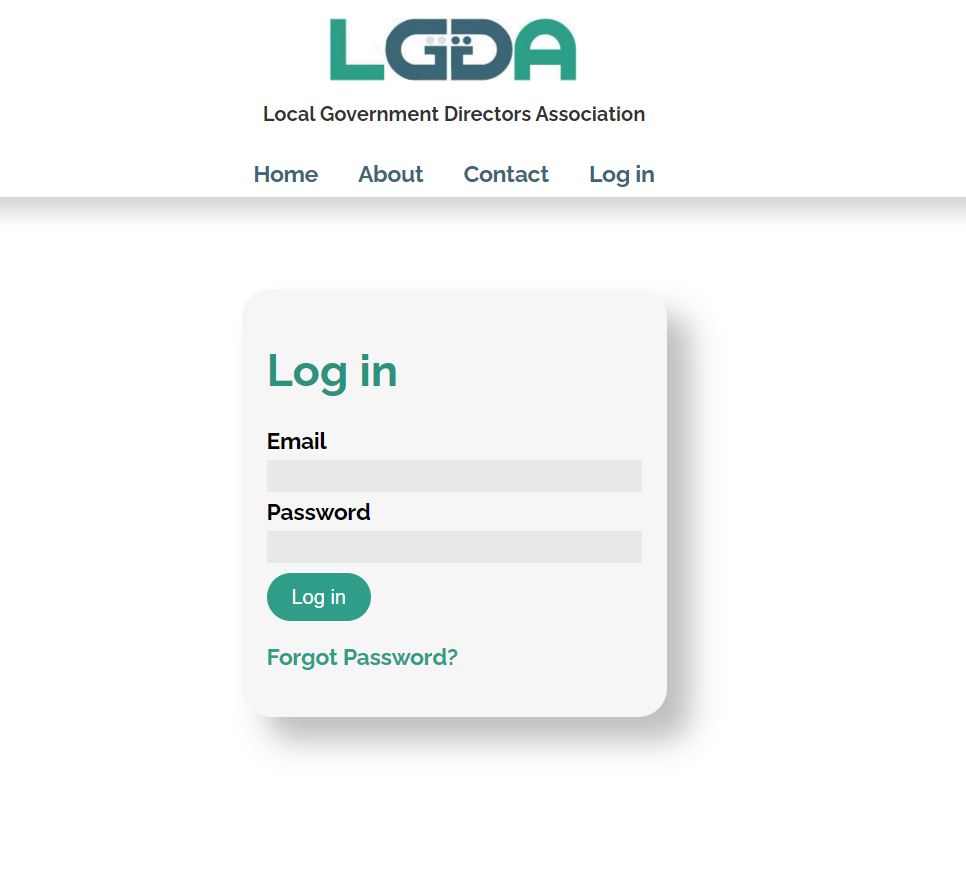 LGDA
Local Government Directors Association
Home About Contact Log in
Log in
Email
Password
Log in
Forgot Password?